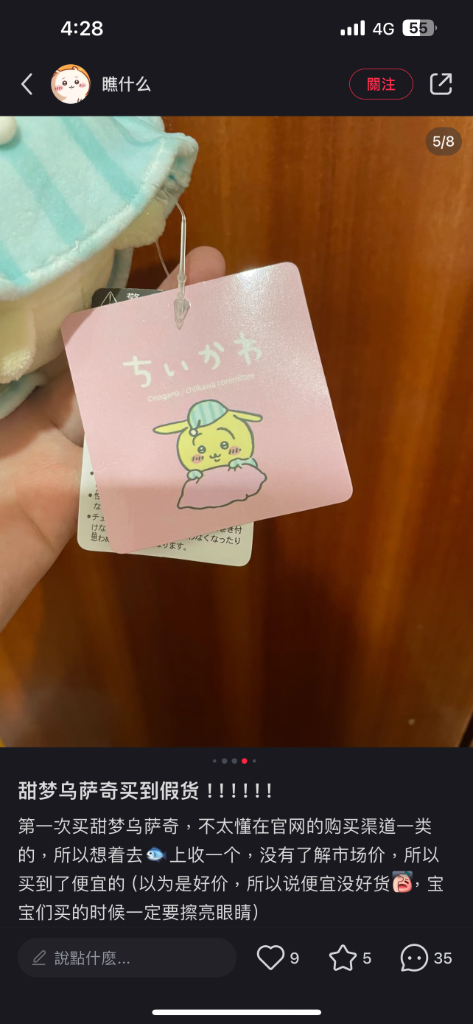 4:28
4G
55
瞧什么
關注
5/8
ちいかわ
©nagano / chiikawa committee
甜梦乌萨奇买到假货！！！！！！
第一次买甜梦乌萨奇，不太懂在官网的购买渠道一类
的，所以想着去🐟上收一个，没有了解市场价，所以
买到了便宜的（以为是好价，所以说便宜没好货，宝
宝们买的时候一定要擦亮眼睛）
說點什麼...
9
5
35